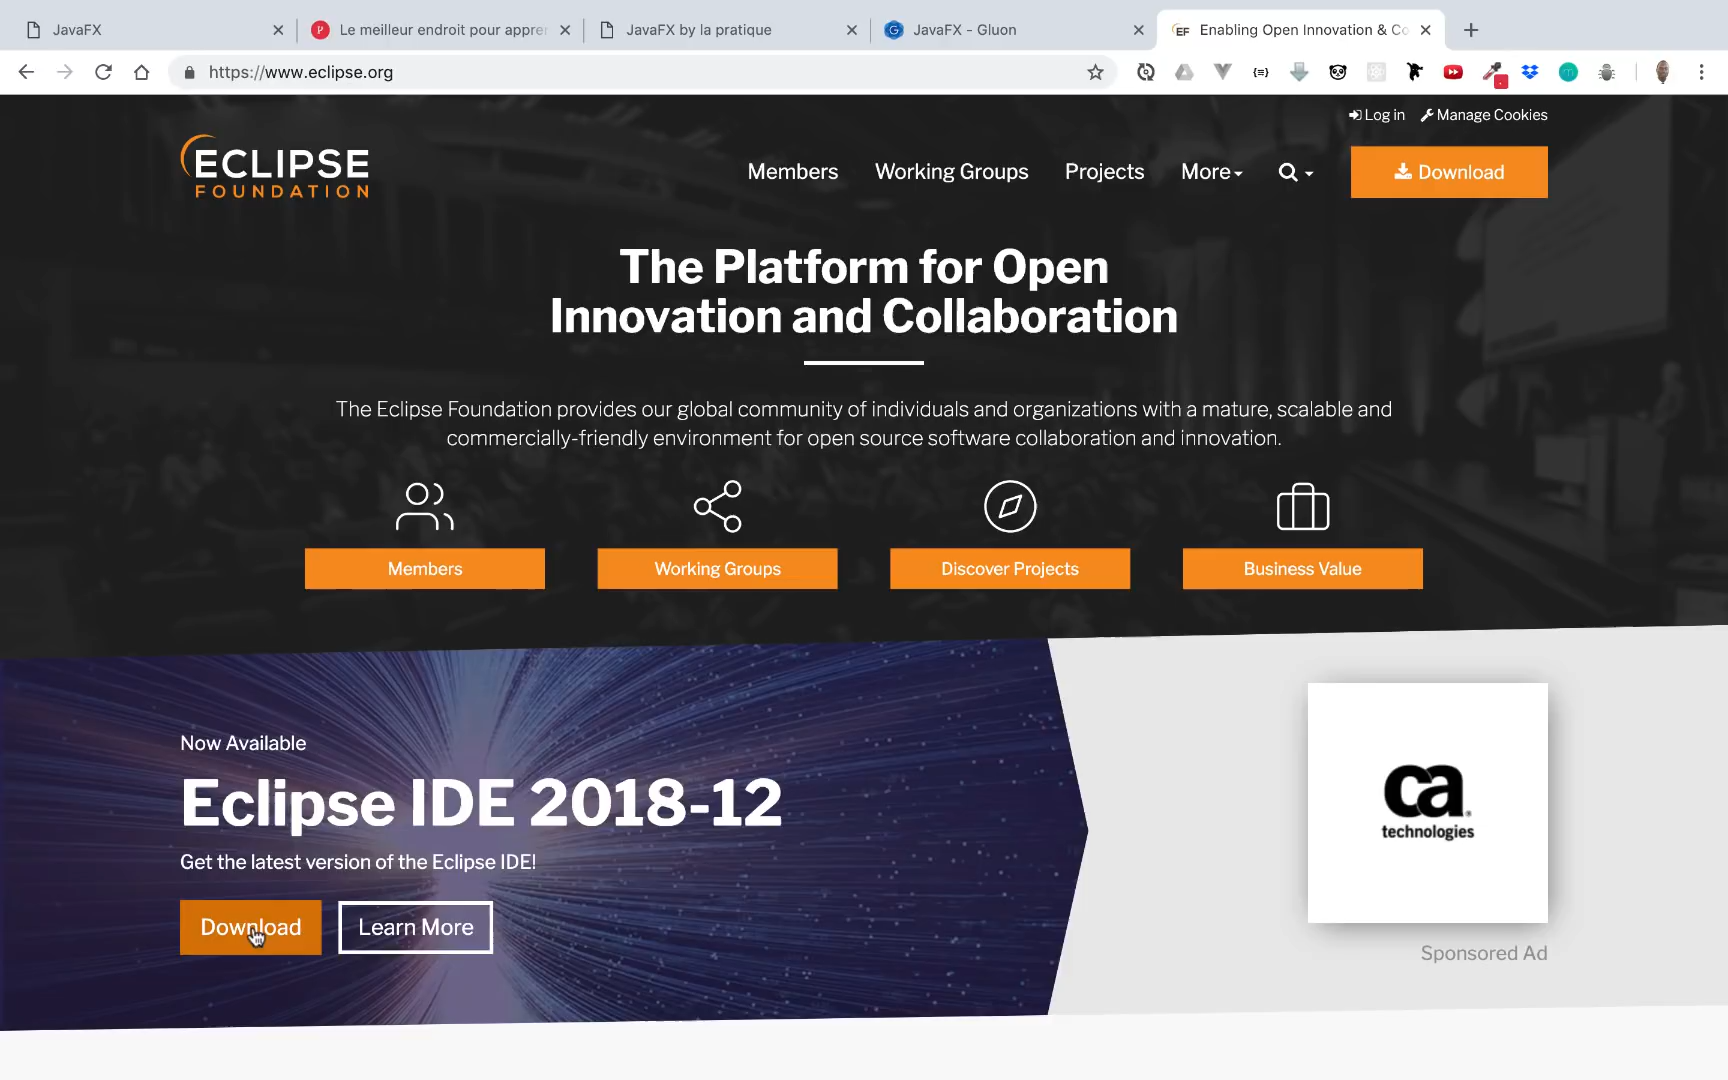 JavaFX
Le meilleur endroit pour appre
JavaFX by la pratique
JavaFX - Gluon
EF
Enabling Open Innovation & Co
https://www.eclipse.org
Log in
Manage Cookies
ECLIPSE
FOUNDATION
Members
Working Groups
Projects
More
Download
The Platform for Open
Innovation and Collaboration
The Eclipse Foundation provides our global community of individuals and organizations with a mature, scalable and
commercially-friendly environment for open source software collaboration and innovation.
Members
Working Groups
Discover Projects
Business Value
Now Available
Eclipse IDE 2018-12
Get the latest version of the Eclipse IDE!
Download
Learn More
ca
technologies
Sponsored Ad